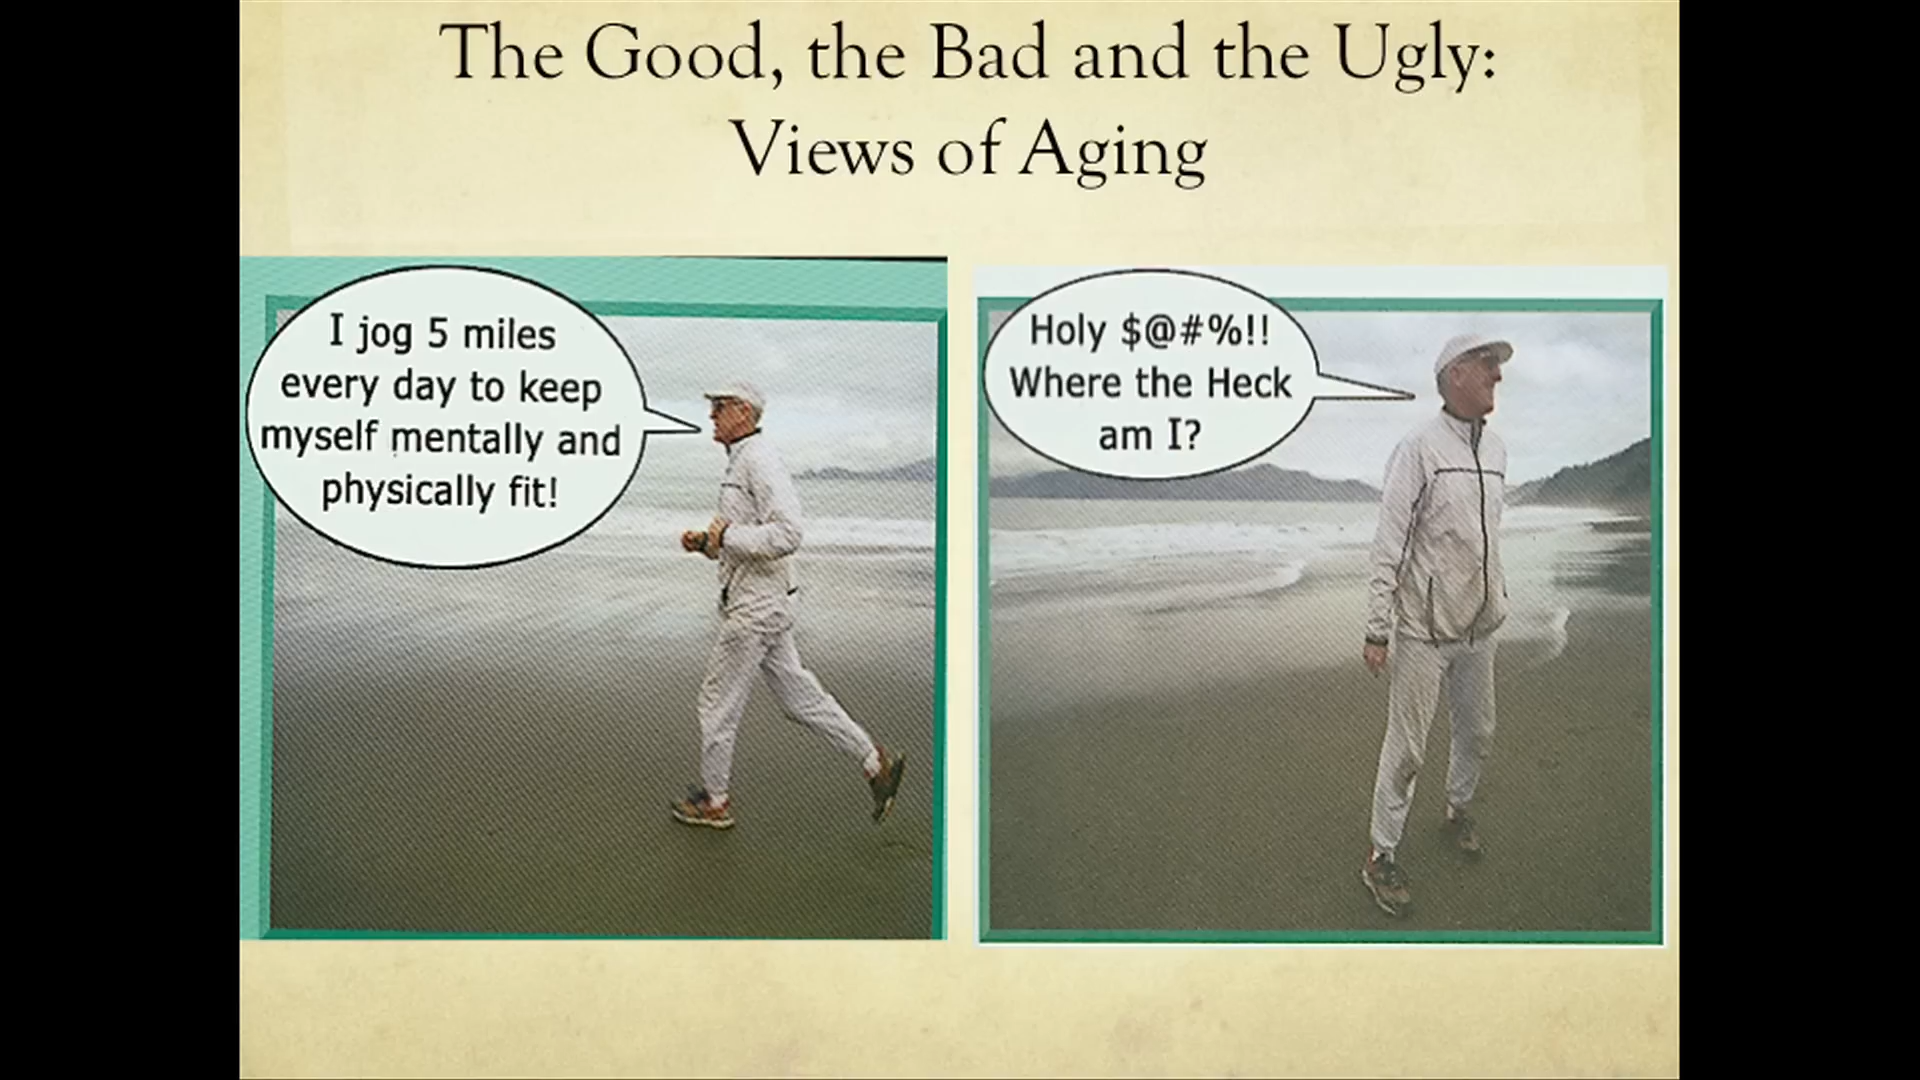 The Good, the Bad and the Ugly:
Views of Aging
I jog 5 miles
every day to keep
myself mentally and
physically fit!
Holy $@#%!!
Where the Heck
am I?